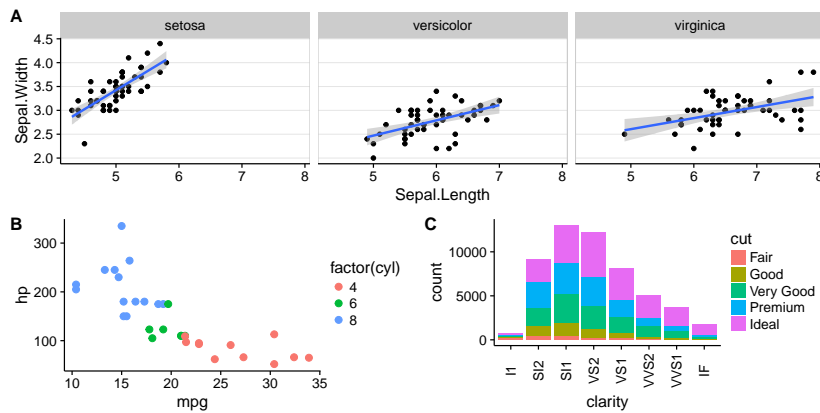 A
setosa versicolor virginica
4.5
4.0
3.5
3.0
2.5
2.0
Sepal.Width
5 6 7 8 5 6 7 8 5 6 7 8
Sepal.Length
B
300
200
100
hp
10 15 20 25 30 35
mpg
factor(cyl)
4
6
8
C
10000
5000
0
count
I1 SI2 SI1 VS2 VS1 VVS2 VVS1 IF
clarity
cut
Fair
Good
Very Good
Premium
Ideal